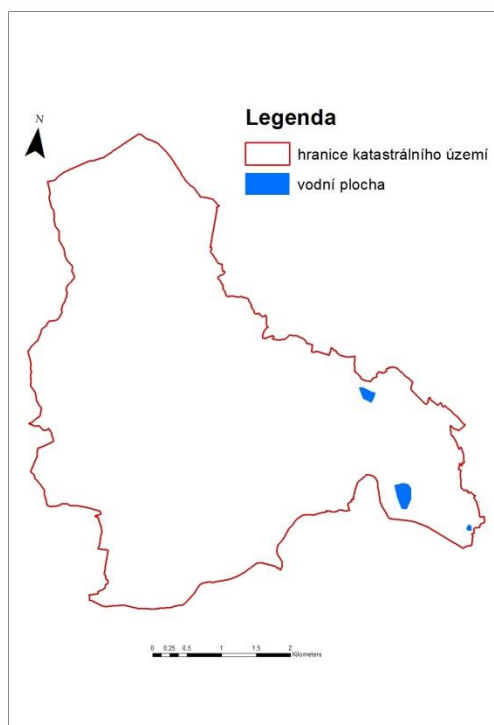 N
Legenda
hranice katastrálního území
vodní plocha
0 0,25 0,5 1 1,5 2
Kilometers